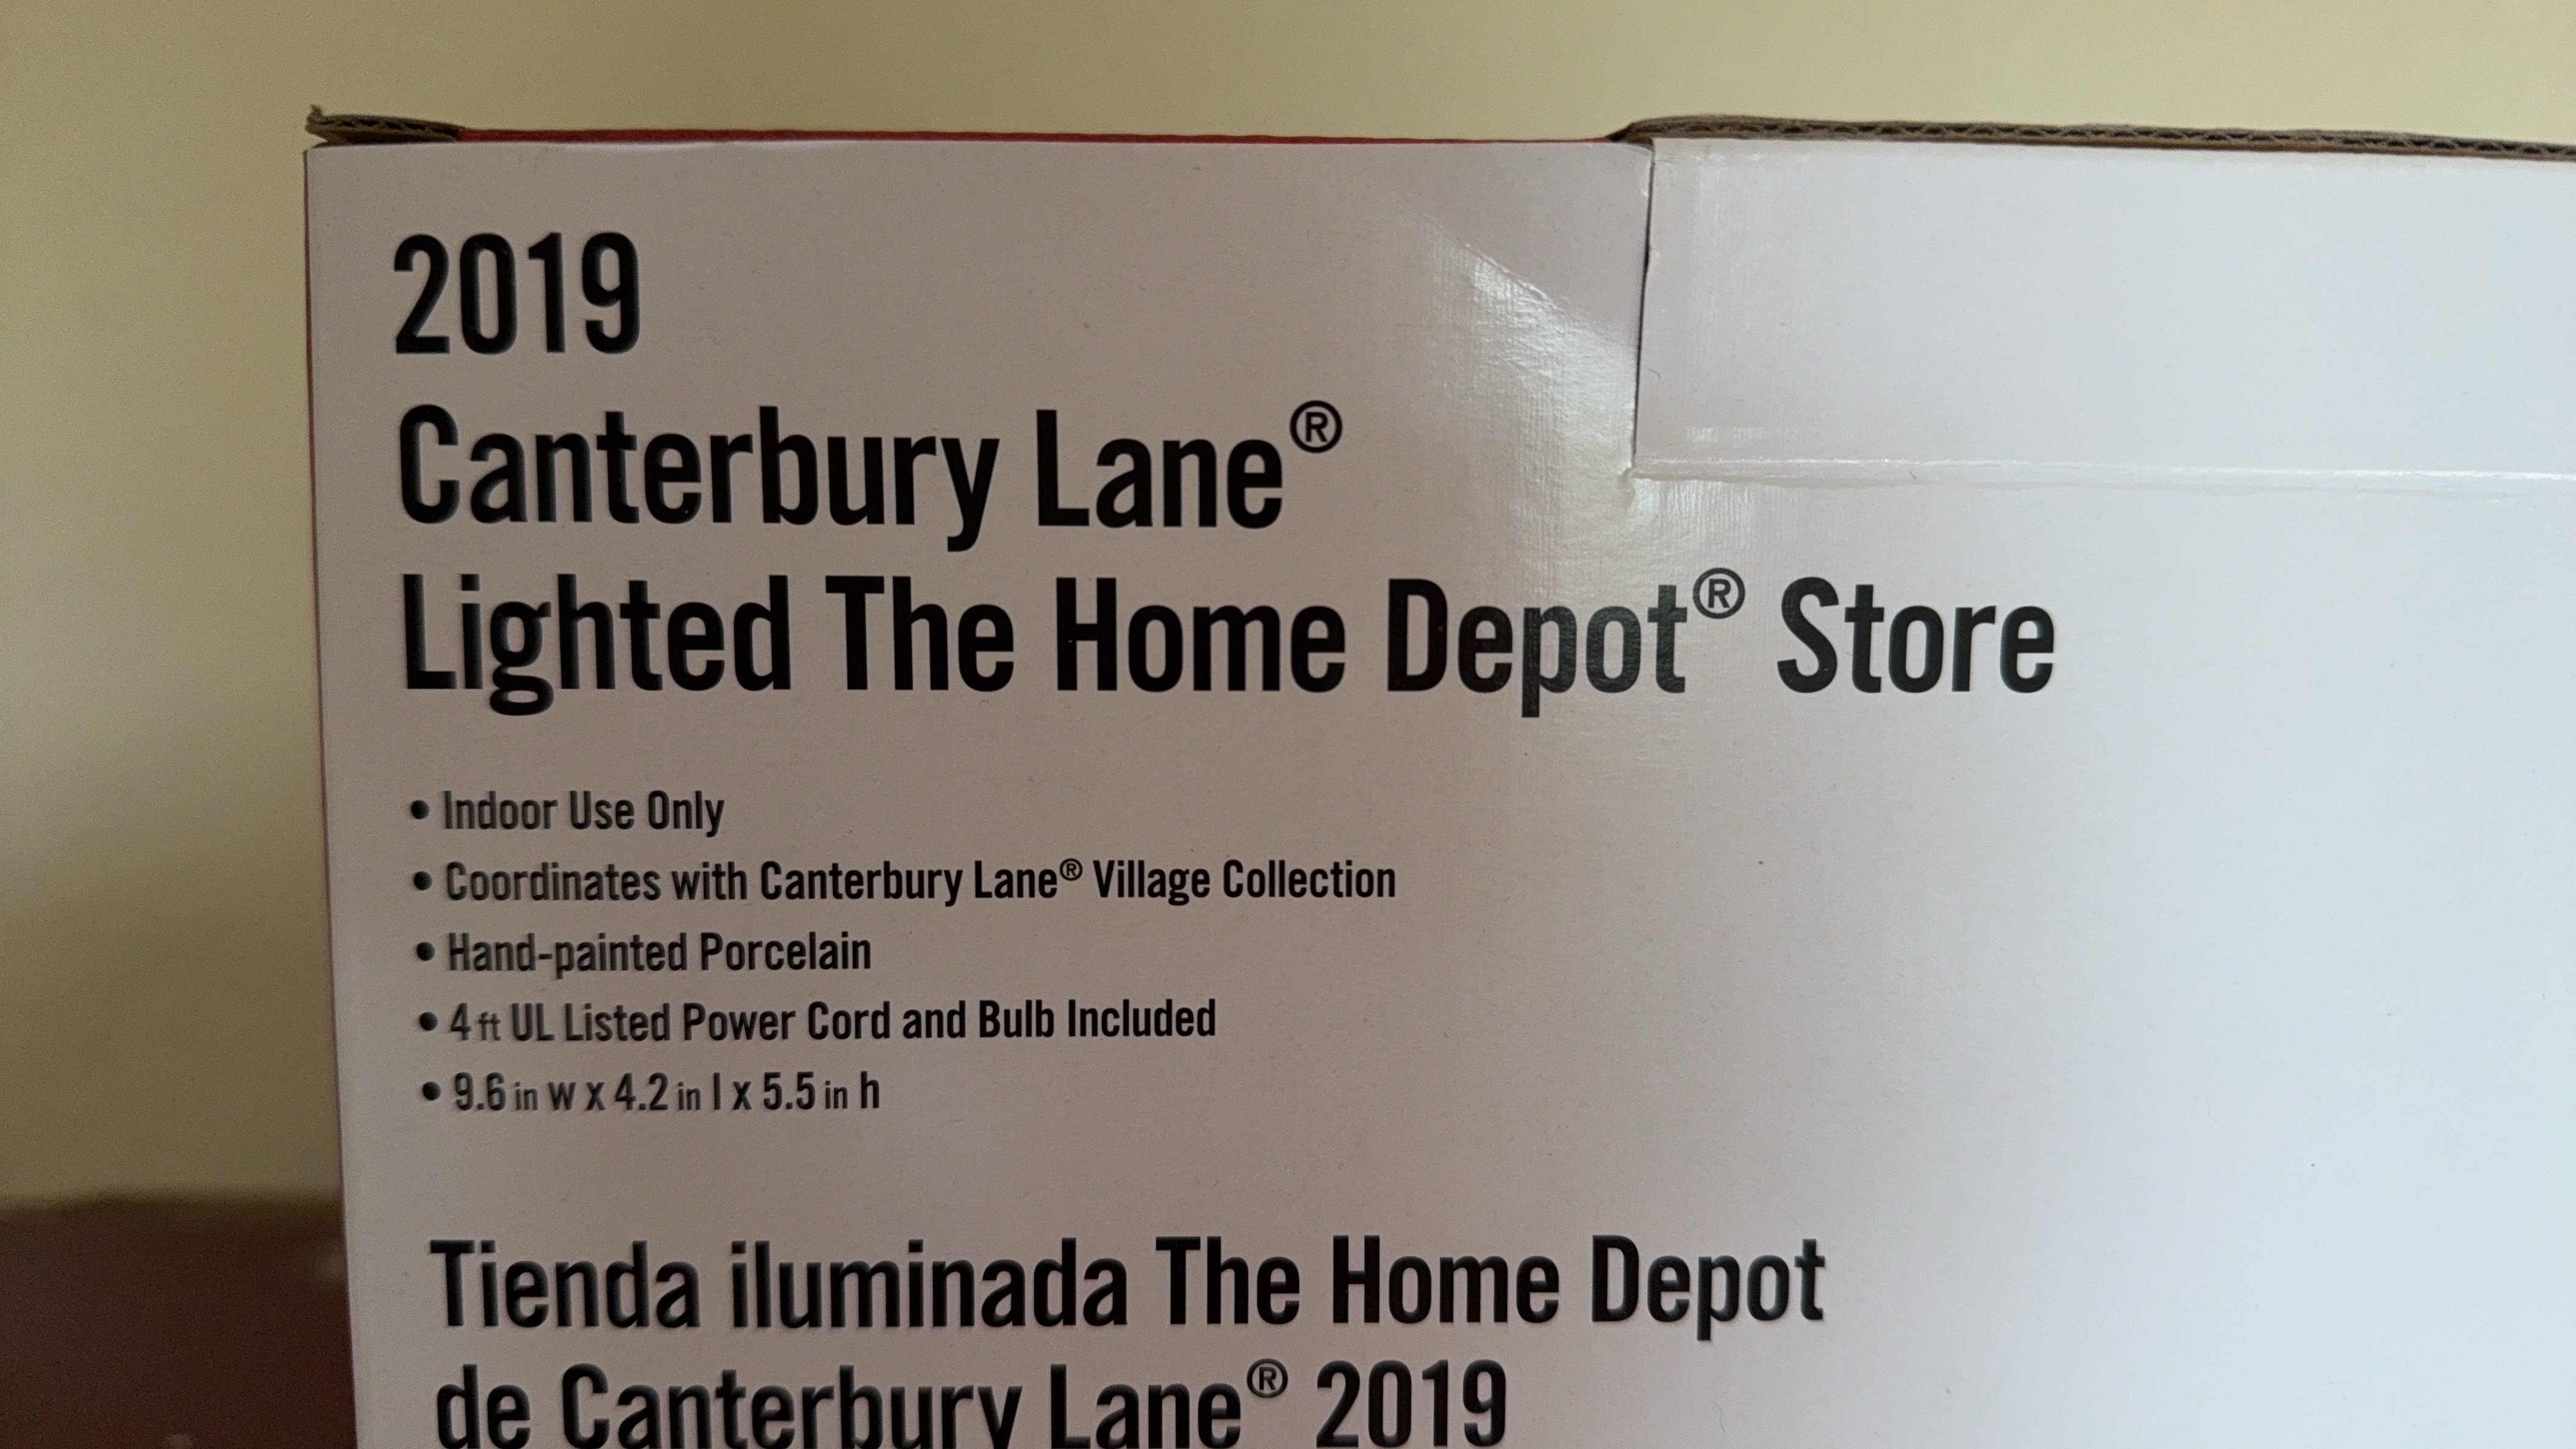 2019
Canterbury Lane®
Lighted The Home Depot® Store
• Indoor Use Only
• Coordinates with Canterbury Lane® Village Collection
• Hand-painted Porcelain
• 4 ft UL Listed Power Cord and Bulb Included
• 9.6 in w x 4.2 in l x 5.5 in h
Tienda iluminada The Home Depot
de Canterbury Lane® 2019